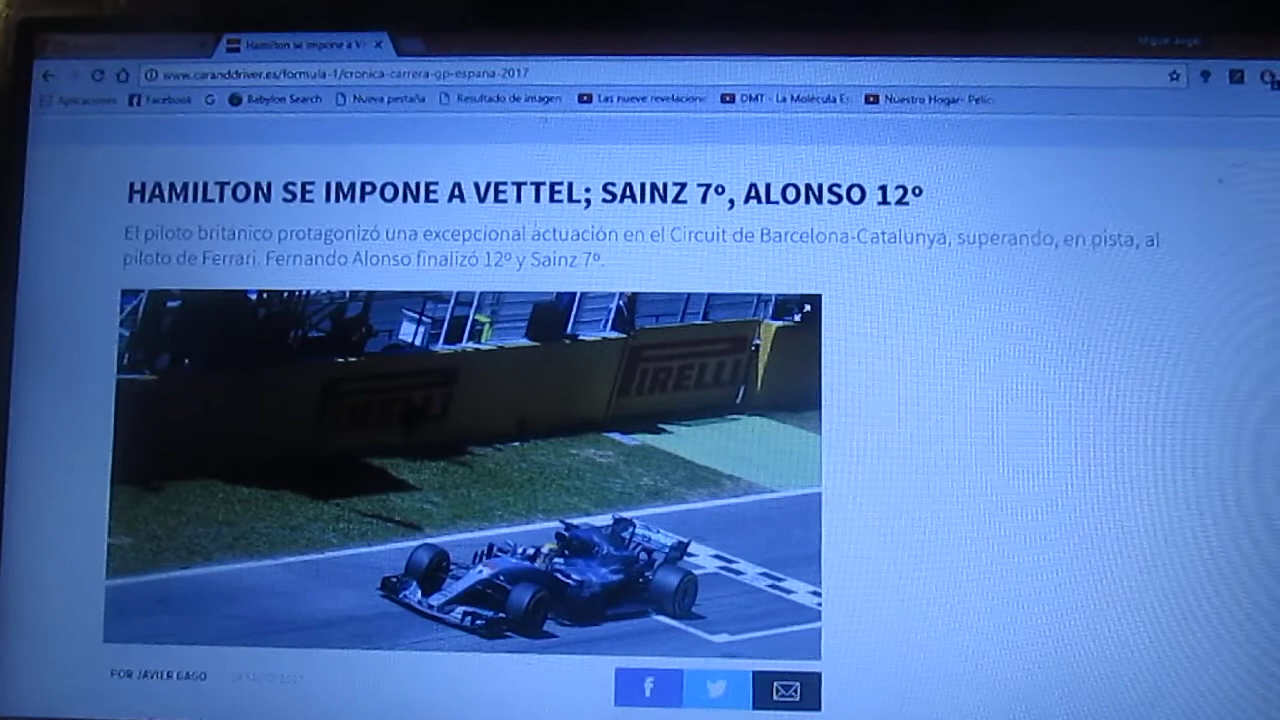 Hamilton se impone a V
Miguel Angel
www.caranddriver.es/formula-1/cronica-carrera-gp-espana-2017
Aplicaciones Facebook G Babylon Search Nueva pestaña Resultado de imagen Las nueve revelacione DMT - La Molécula E Nuestro Hogar- Pelíc
HAMILTON SE IMPONE A VETTEL; SAINZ 7º, ALONSO 12º
El piloto británico protagonizó una excepcional actuación en el Circuit de Barcelona-Catalunya, superando, en pista, al
piloto de Ferrari. Fernando Alonso finalizó 12º y Sainz 7º.
PIRELLI
PIRELLI
POR JAVIER GAGO